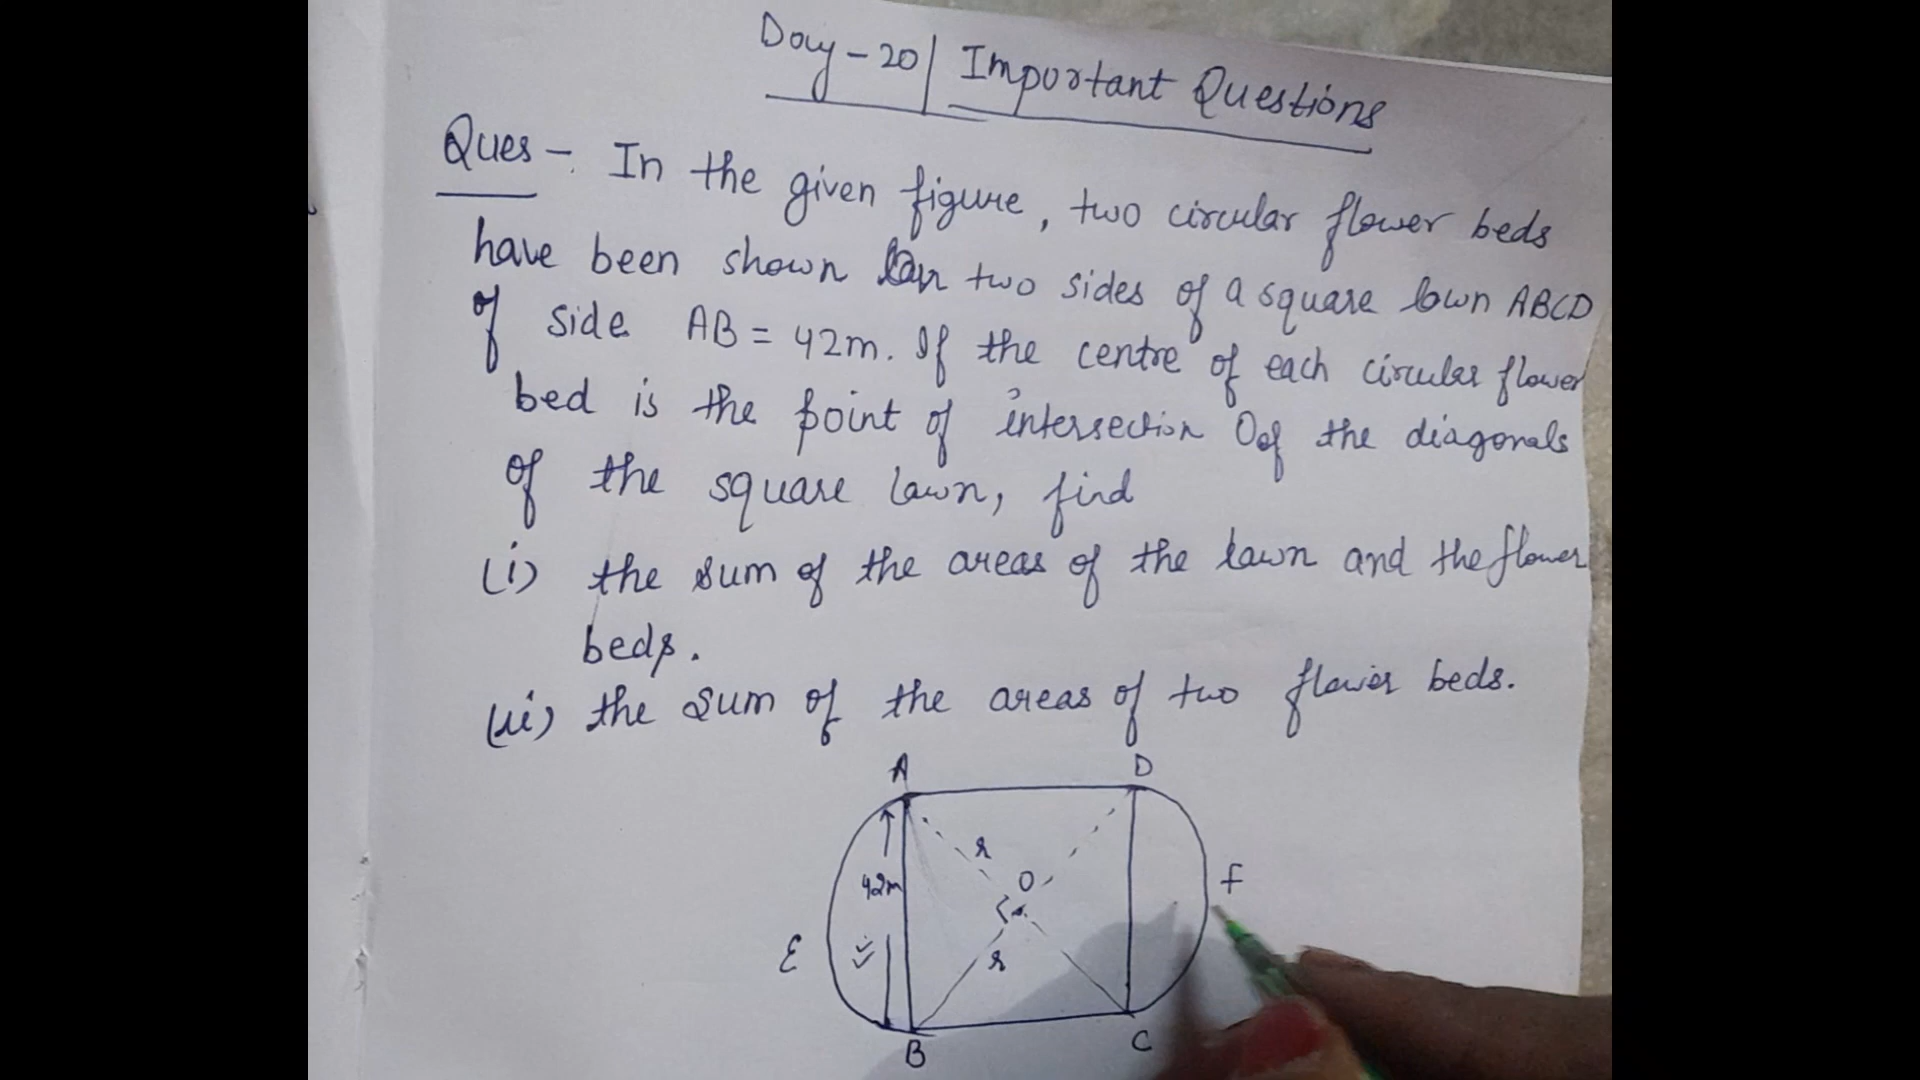 Day-20 | Important Questions
Ques - In the given figure, two circular flower beds
have been shown on two sides of a square lown ABCD
of side AB = 42m. If the centre of each circular flower
bed is the point of intersection O of the diagonals
of the square lawn, find
(i) the sum of the areas of the lawn and the flower
beds.
(ii) the sum of the areas of two flower beds.
A D
r
42m O F
E r
B C